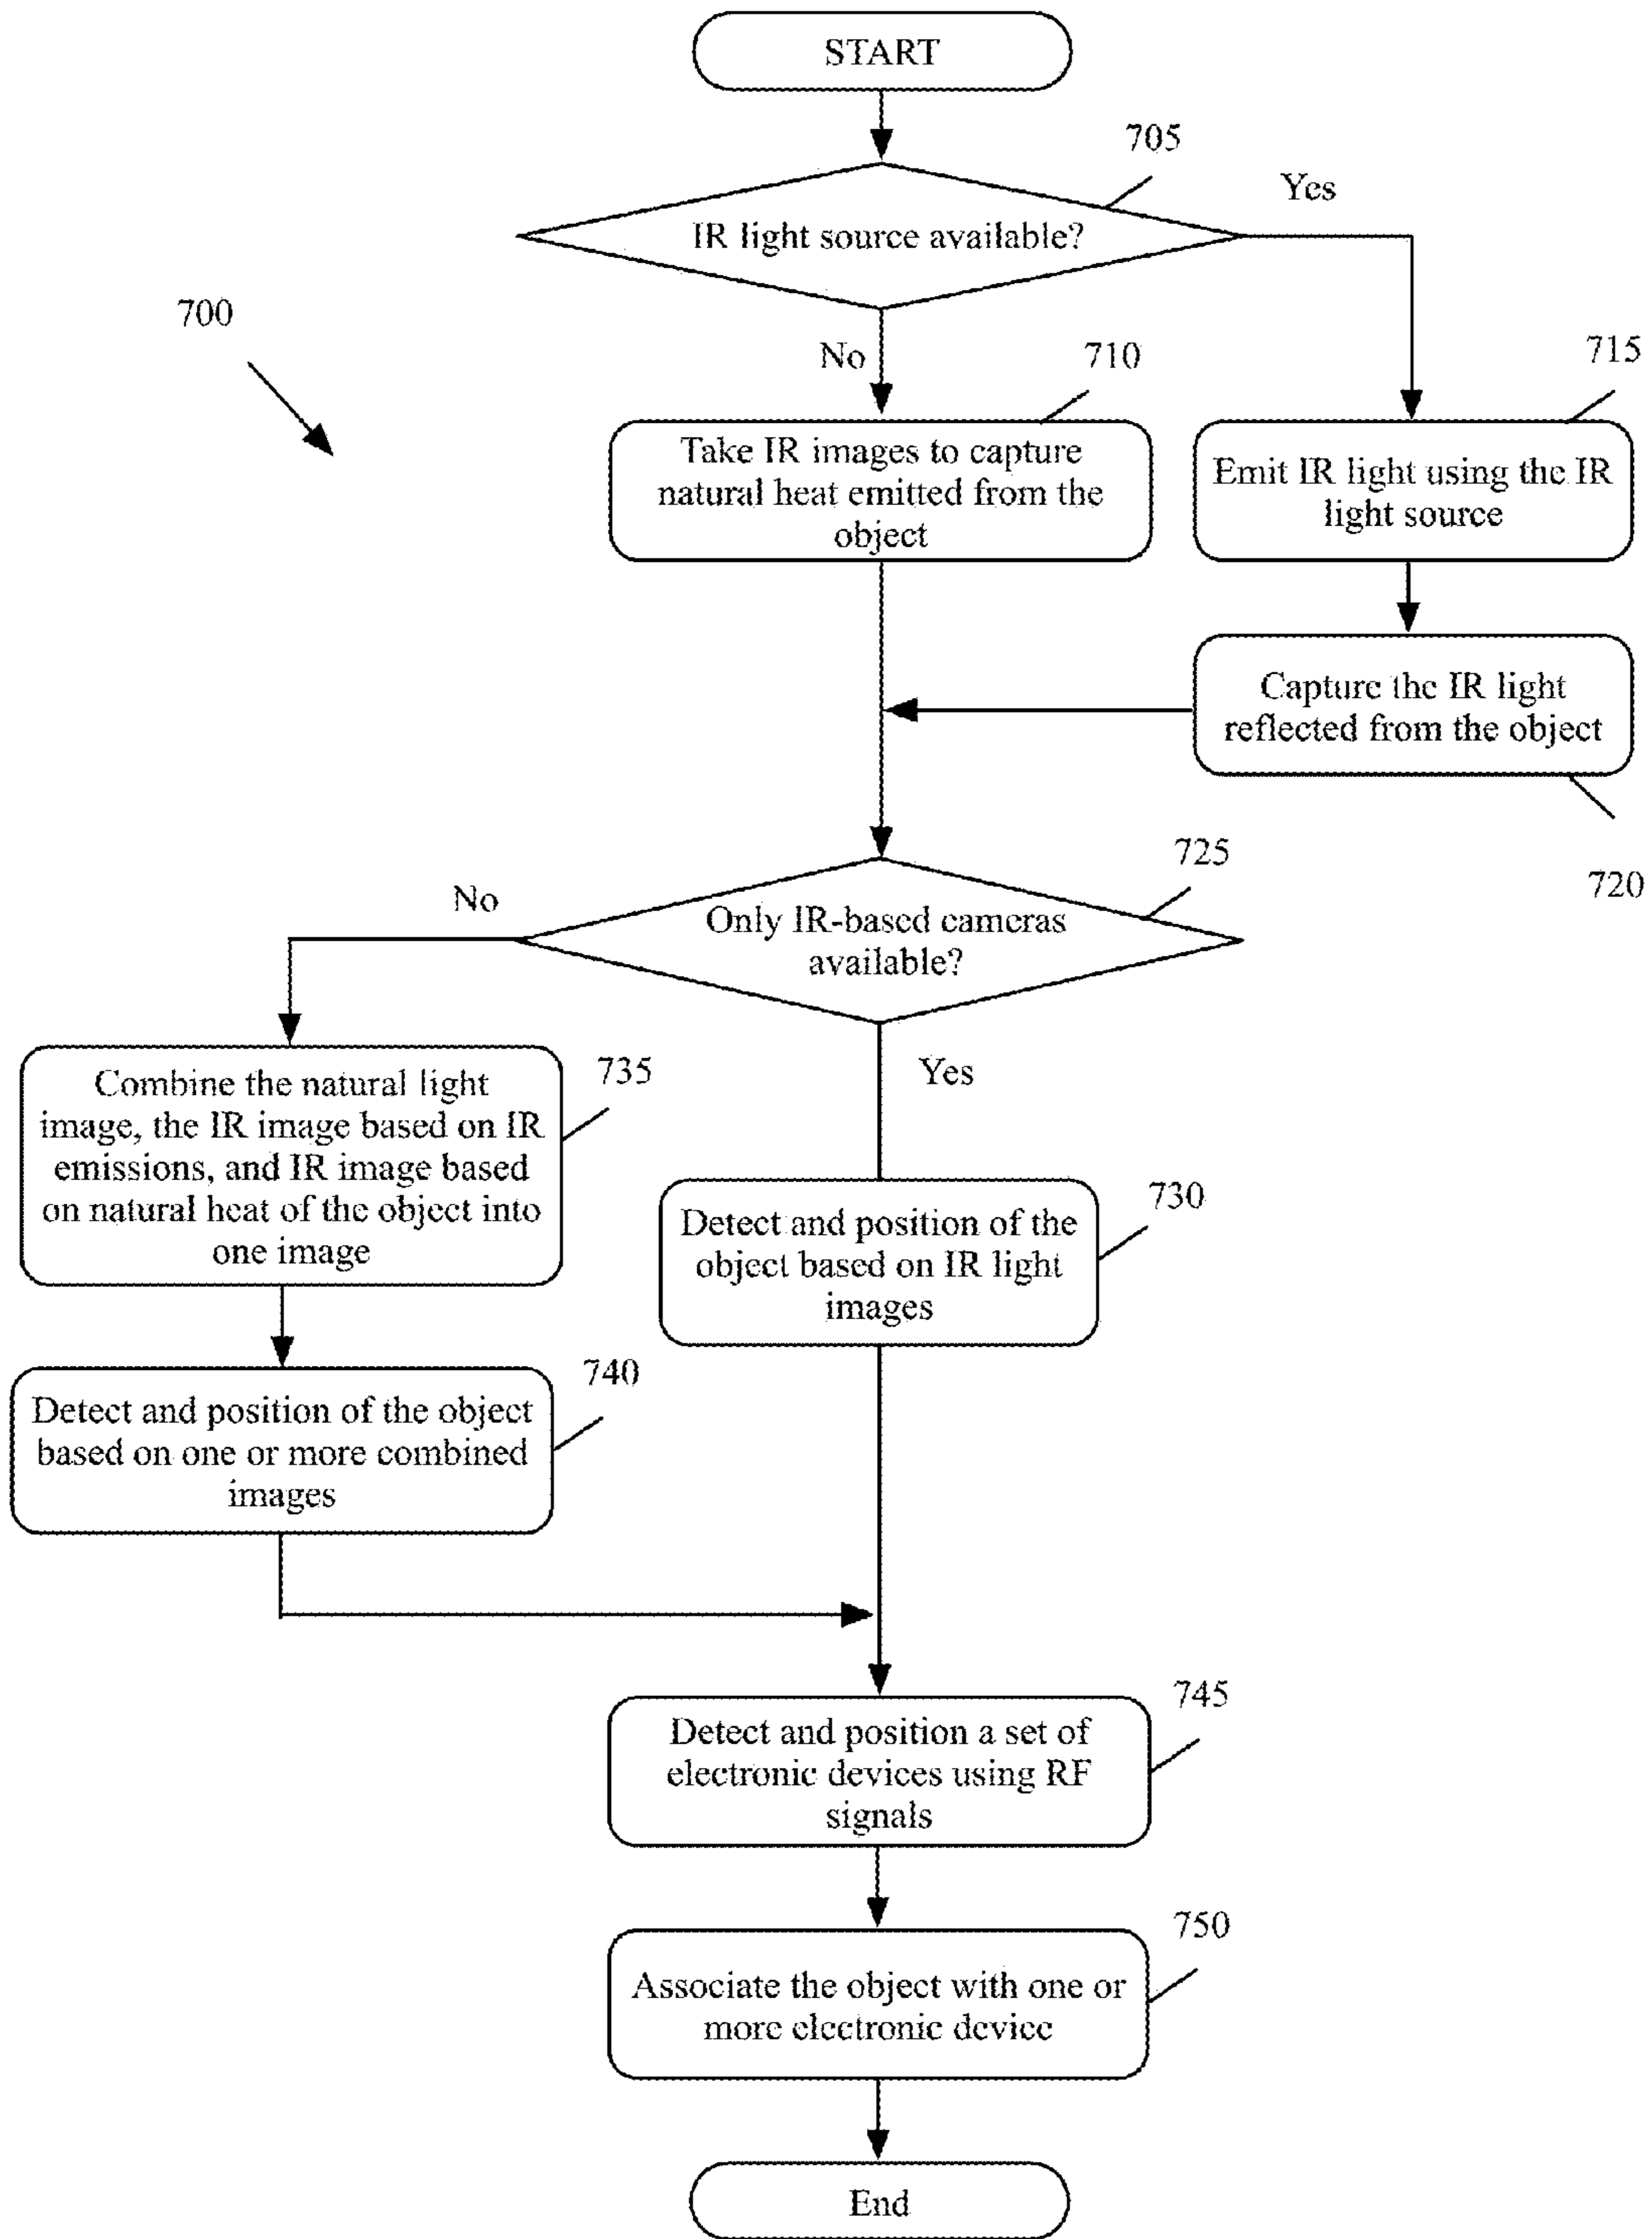 START
705
Yes
IR light source available?
700
No
710
715
Take IR images to capture
natural heat emitted from the
object
Emit IR light using the IR
light source
Capture the IR light
reflected from the object
720
725
No
Only IR-based cameras
available?
Yes
735
Combine the natural light
image, the IR image based on IR
emissions, and IR image based
on natural heat of the object into
one image
730
Detect and position of the
object based on IR light
images
740
Detect and position of the object
based on one or more combined
images
745
Detect and position a set of
electronic devices using RF
signals
750
Associate the object with one or
more electronic device
End